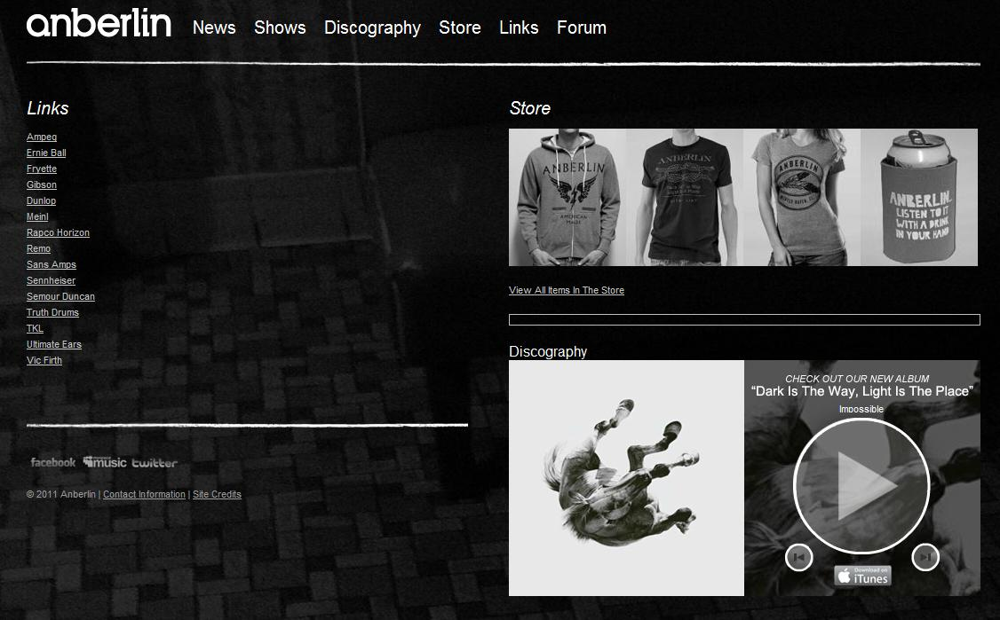 anberlin News Shows Discography Store Links Forum
Links
Ampeg
Ernie Ball
Fryette
Gibson
Dunlop
Meinl
Rapco Horizon
Remo
Sans Amps
Sennheiser
Semour Duncan
Truth Drums
TKL
Ultimate Ears
Vic Firth
facebook myspace music twitter
© 2011 Anberlin | Contact Information | Site Credits
Store
ANBERLIN
AMERICAN
MADE
ANBERLIN
ANBERLIN
WINTER HAVEN, FL
ANBERLIN.
LISTEN TO IT
WITH A DRINK
IN YOUR HAND
View All Items In The Store
Discography
CHECK OUT OUR NEW ALBUM
“Dark Is The Way, Light Is The Place”
Impossible
Download on
iTunes